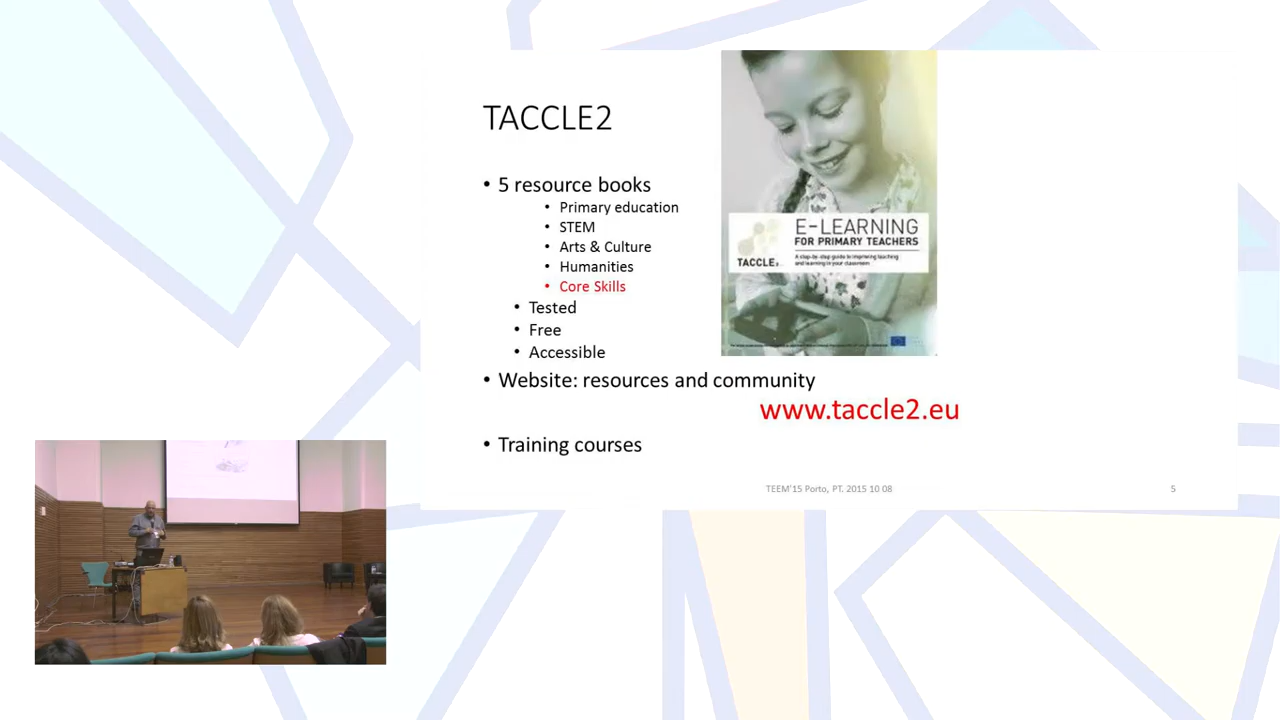 TACCLE2
• 5 resource books
• Primary education
• STEM
• Arts & Culture
• Humanities
• Core Skills
• Tested
• Free
• Accessible
• Website: resources and community
www.taccle2.eu
• Training courses
E-LEARNING
FOR PRIMARY TEACHERS
A step-by-step guide to improving teaching
and learning in your classroom
TACCLE2
TEEM'15 Porto, PT. 2015 10 08
5